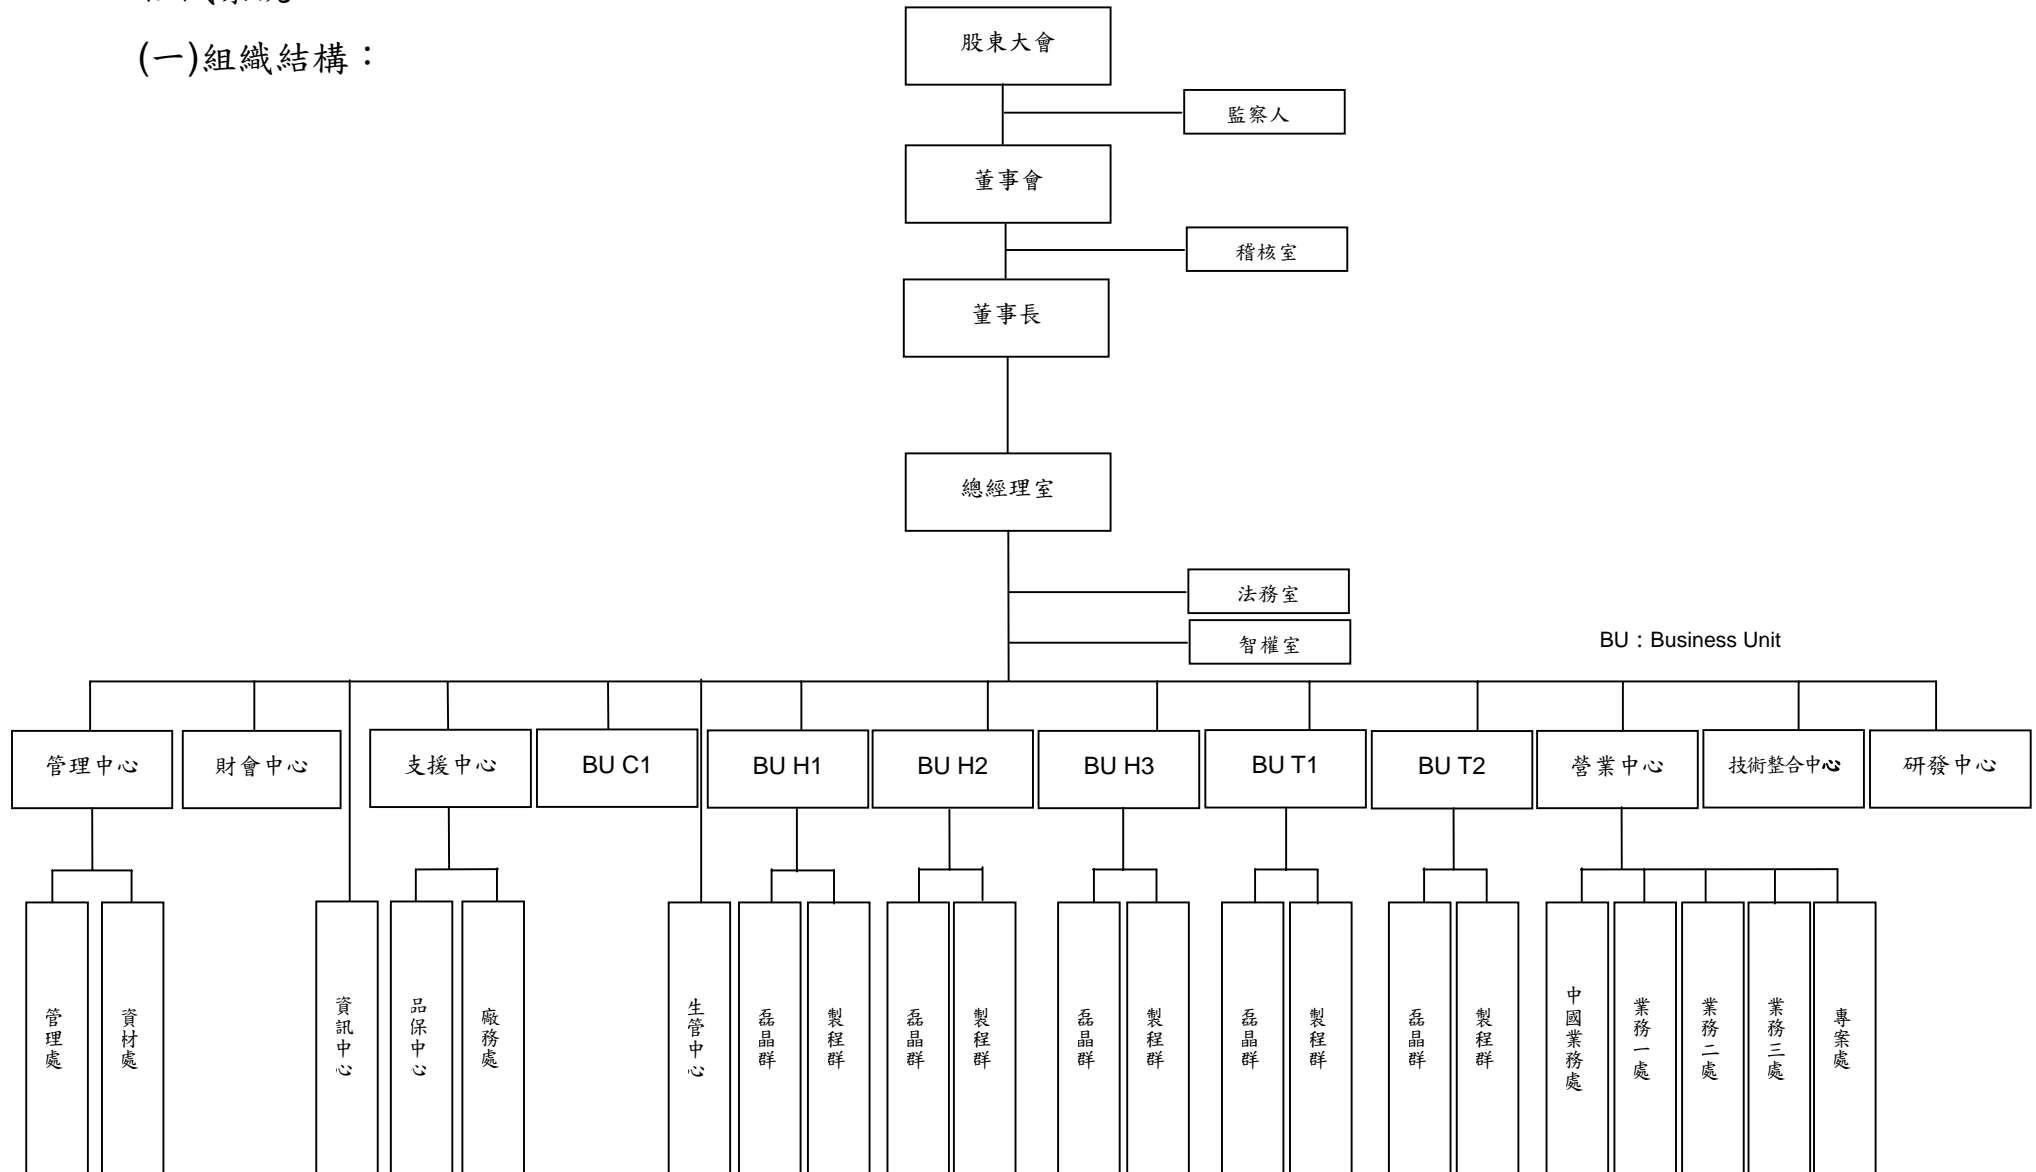 (一)組織結構：
股東大會
監察人
董事會
稽核室
董事長
總經理室
法務室
智權室
BU：Business Unit
管理中心
財會中心
支援中心
BU C1
BU H1
BU H2
BU H3
BU T1
BU T2
營業中心
技術整合中心
研發中心
管理處
資材處
資訊中心
品保中心
廠務處
生管中心
磊晶群
製程群
磊晶群
製程群
磊晶群
製程群
磊晶群
製程群
磊晶群
製程群
中國業務處
業務一處
業務二處
業務三處
專案處